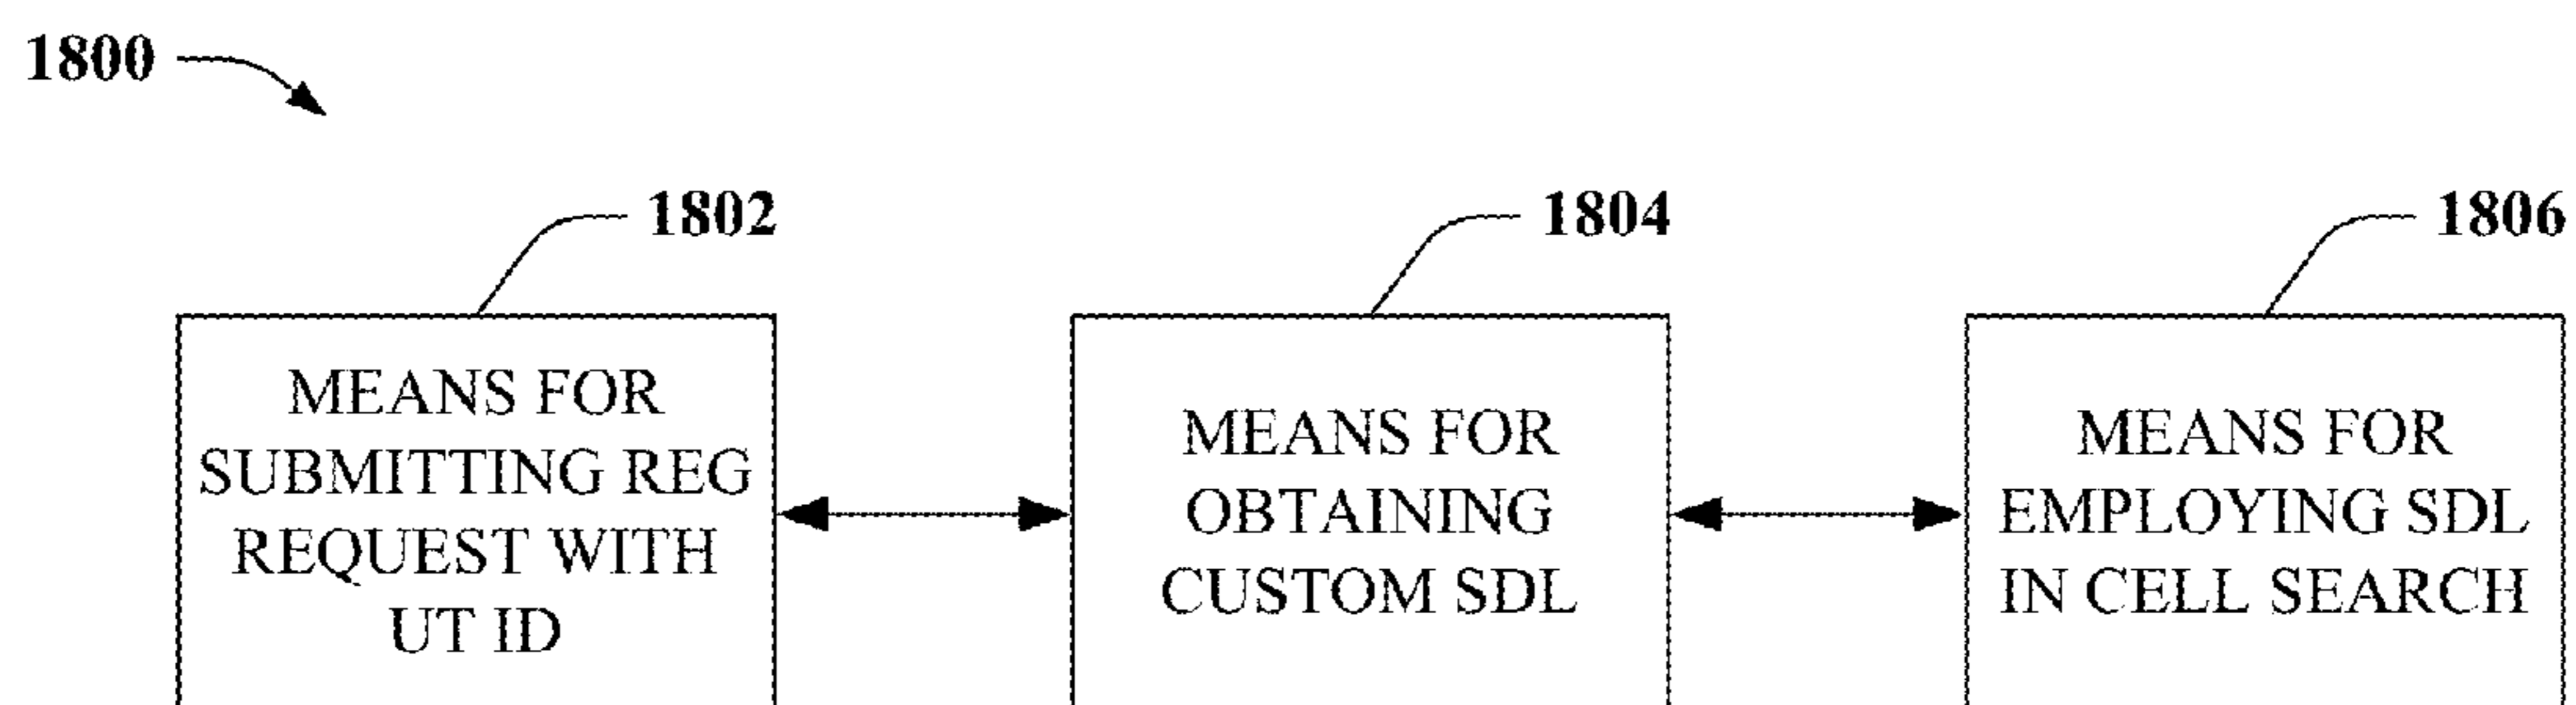 1800
1802
1804
1806
MEANS FOR
SUBMITTING REG
REQUEST WITH
UT ID
MEANS FOR
OBTAINING
CUSTOM SDL
MEANS FOR
EMPLOYING SDL
IN CELL SEARCH